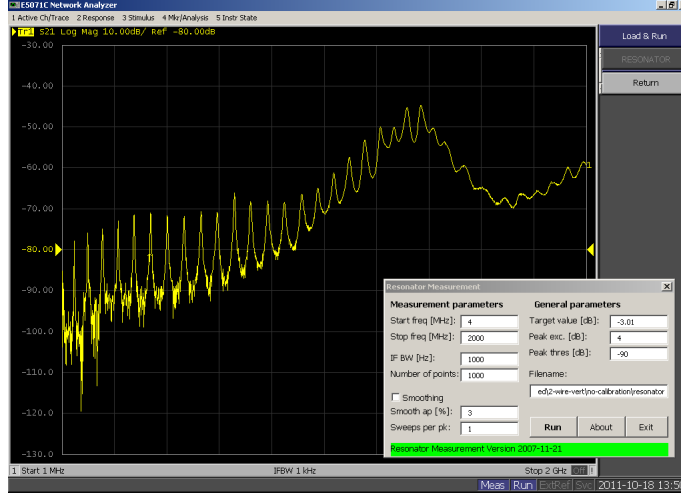 E5071C Network Analyzer
1 Active Ch/Trace 2 Response 3 Stimulus 4 Mkr/Analysis 5 Instr State
Tr1 S21 Log Mag 10.00dB/ Ref -80.00dB
Load & Run
RESONATOR
Return
-30.00
-40.00
-50.00
-60.00
-70.00
-80.00
-90.00
-100.0
-110.0
-120.0
-130.0
1
Resonator Measurement
Measurement parameters General parameters
Start freq [MHz]: 4 Target value [dB]: -3.01
Stop freq [MHz]: 2000 Peak exc. [dB]: 4
IF BW [Hz]: 1000 Peak thres [dB]: -90
Number of points: 1000 Filename:
ed\2-wire-vert\no-calibration\resonator
Smoothing
Smooth ap [%]: 3
Sweeps per pk: 1 Run About Exit
Resonator Measurement Version 2007-11-21
1 Start 1 MHz IFBW 1 kHz Stop 2 GHz Off !
Meas Run ExtRef Svc 2011-10-18 13:50